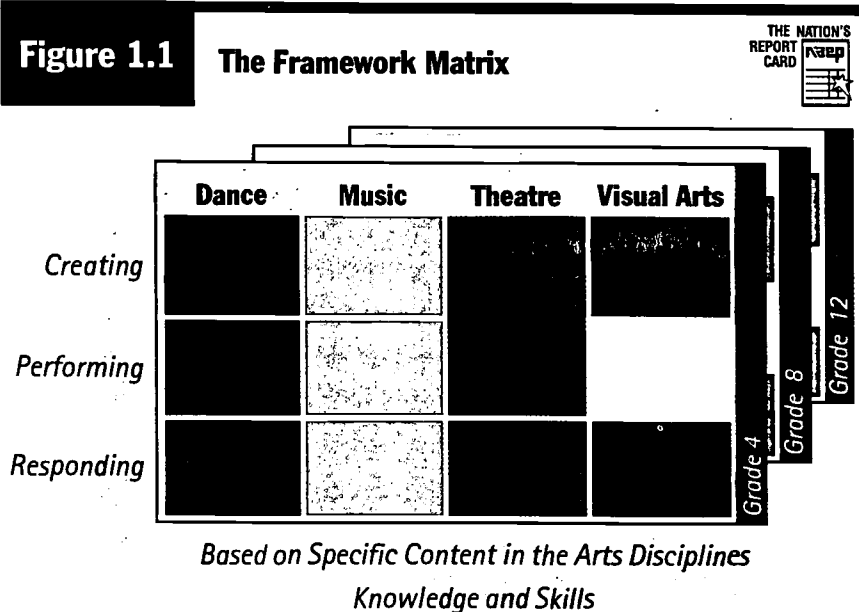 Figure 1.1
The Framework Matrix
THE NATION'S
REPORT
CARD
naep
Dance Music Theatre Visual Arts
Creating
Performing
Responding
Grade 4
Grade 8
Grade 12
Based on Specific Content in the Arts Disciplines
Knowledge and Skills